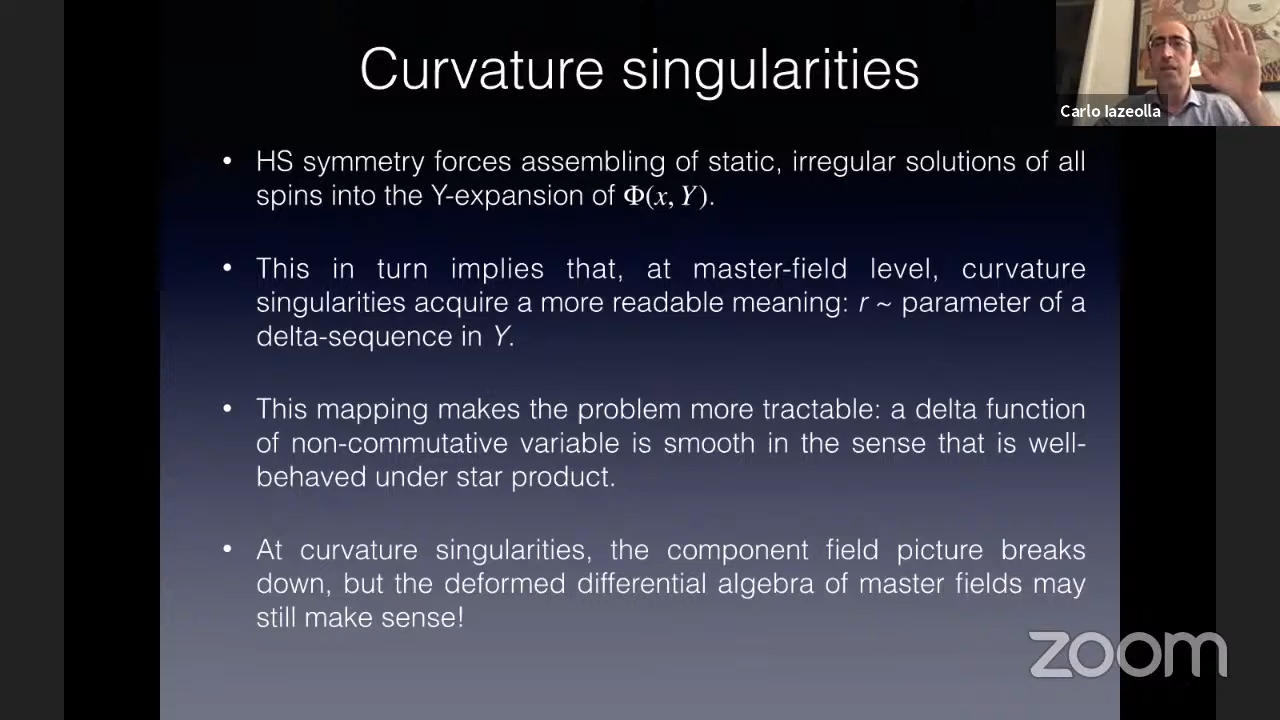 Curvature singularities
Carlo Iazeolla
• HS symmetry forces assembling of static, irregular solutions of all
spins into the Y-expansion of Φ(x, Y).
• This in turn implies that, at master-field level, curvature
singularities acquire a more readable meaning: r ~ parameter of a
delta-sequence in Y.
• This mapping makes the problem more tractable: a delta function
of non-commutative variable is smooth in the sense that is well-
behaved under star product.
• At curvature singularities, the component field picture breaks
down, but the deformed differential algebra of master fields may
still make sense!
zoom